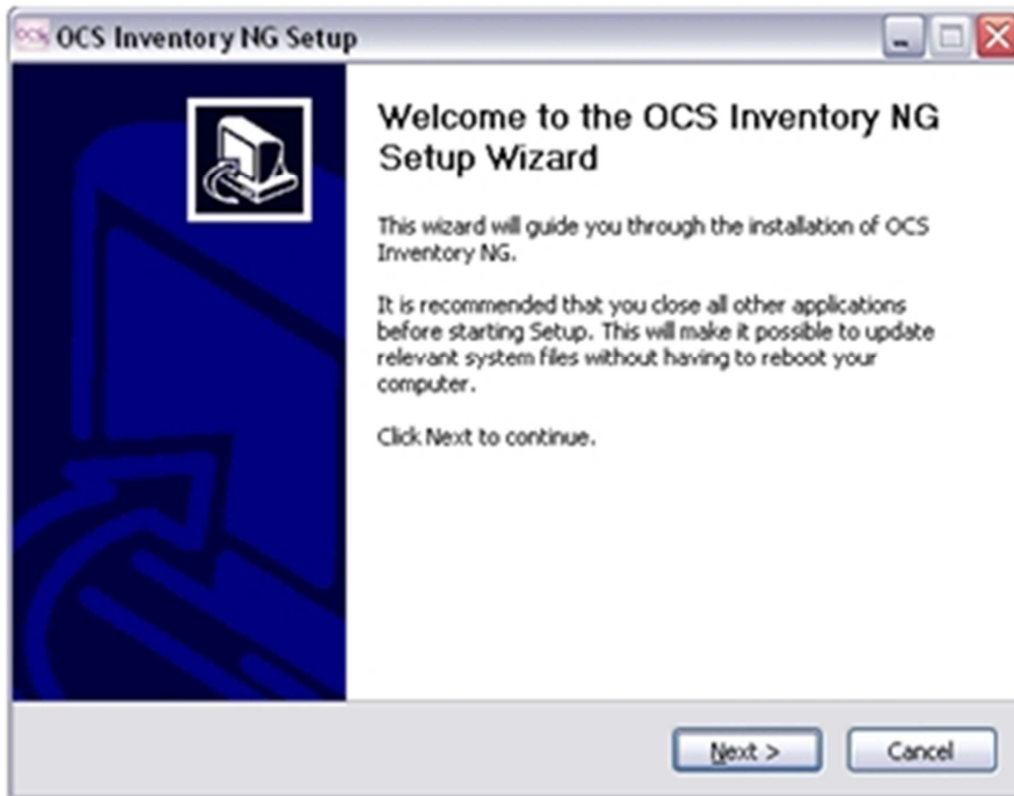 OCS Inventory NG Setup
Welcome to the OCS Inventory NG
Setup Wizard
This wizard will guide you through the installation of OCS
Inventory NG.
It is recommended that you close all other applications
before starting Setup. This will make it possible to update
relevant system files without having to reboot your
computer.
Click Next to continue.
Next >
Cancel